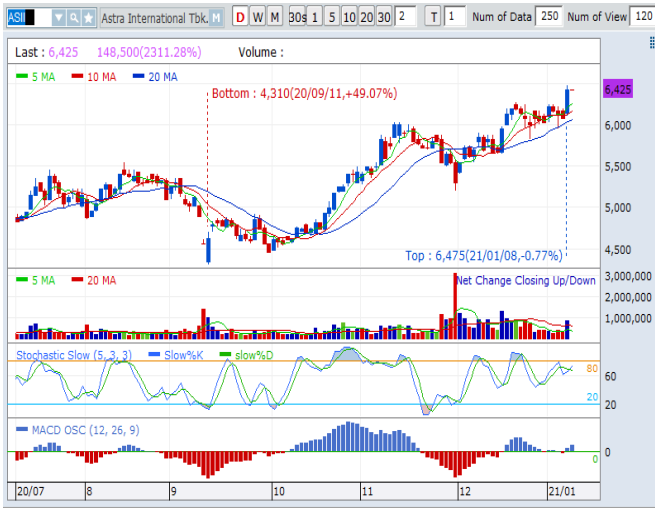 ASII Astra International Tbk. M D W M 30s 1 5 10 20 30 2 T 1 Num of Data 250 Num of View 120
Last : 6,425 148,500(2311.28%) Volume :
5 MA 10 MA 20 MA
Bottom : 4,310(20/09/11,+49.07%)
6,425
6,000
5,500
5,000
4,500
Top : 6,475(21/01/08,-0.77%)
5 MA 20 MA
Net Change Closing Up/Down
3,000,000
2,000,000
1,000,000
Stochastic Slow (5, 3, 3) Slow%K slow%D
80
60
20
20
MACD OSC (12, 26, 9)
0
0
20/07 8 9 10 11 12 21/01